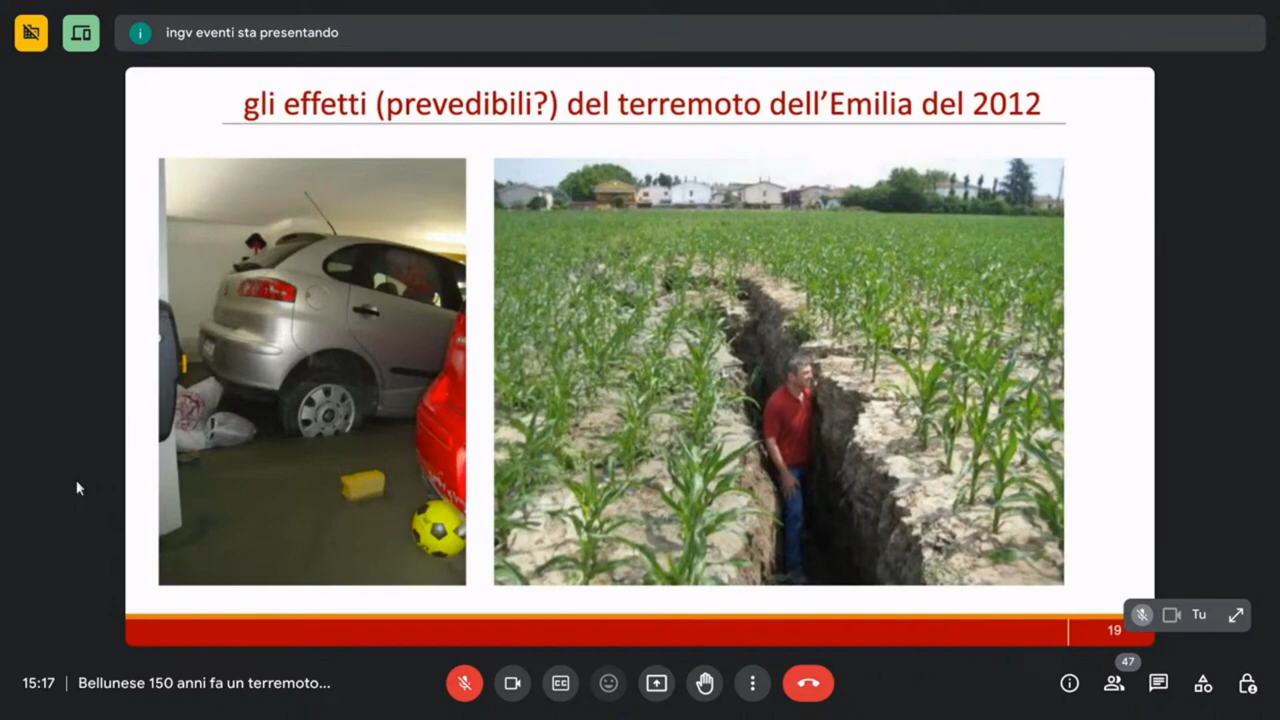 ingv eventi sta presentando
gli effetti (prevedibili?) del terremoto dell'Emilia del 2012
19
Tu
47
15:17 | Bellunese 150 anni fa un terremoto...